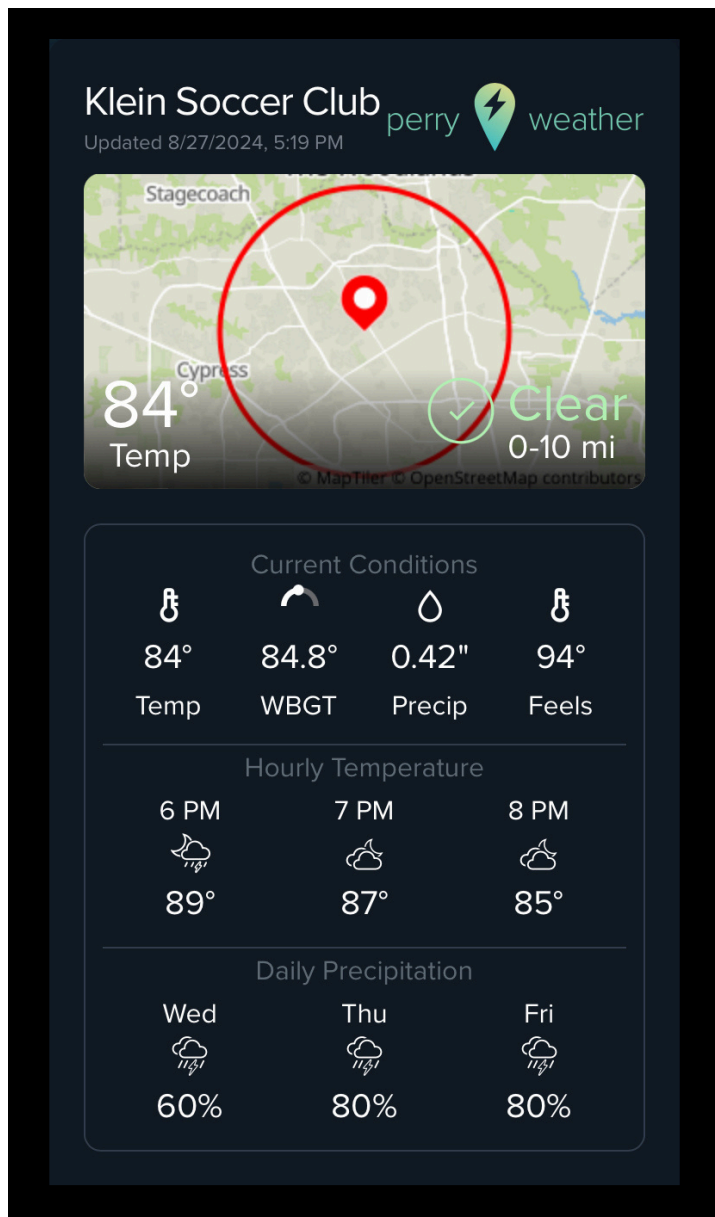 Klein Soccer Club
perry weather
Updated 8/27/2024, 5:19 PM
Stagecoach
Cypress
84°
Temp
Clear
0-10 mi
© MapTiler © OpenStreetMap contributors
Current Conditions
84° 84.8° 0.42" 94°
Temp WBGT Precip Feels
Hourly Temperature
6 PM 7 PM 8 PM
89° 87° 85°
Daily Precipitation
Wed Thu Fri
60% 80% 80%